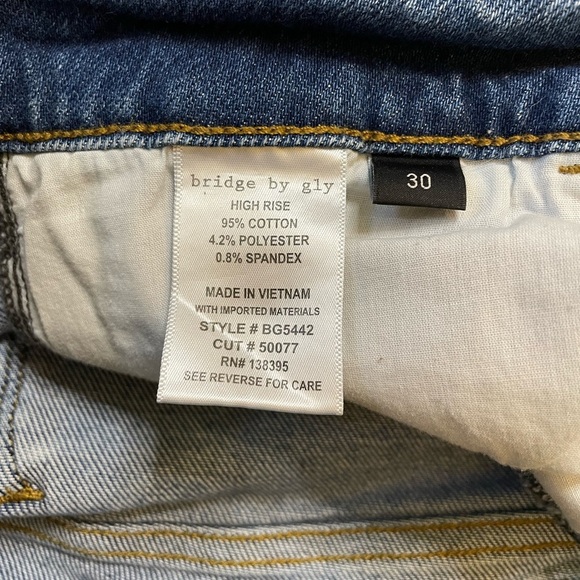 bridge by gly
HIGH RISE
95% COTTON
4.2% POLYESTER
0.8% SPANDEX
MADE IN VIETNAM
WITH IMPORTED MATERIALS
STYLE # BG5442
CUT # 50077
RN# 138395
SEE REVERSE FOR CARE
30